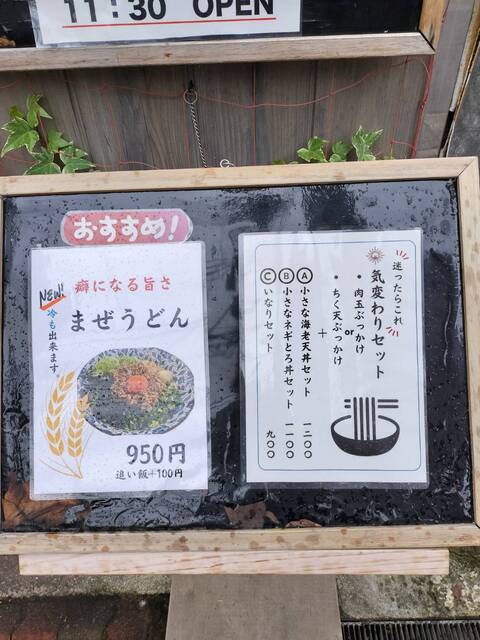 11:30 OPEN
おすすめ!
NEW!
冷も出来ます
癖になる旨さ
まぜうどん
950円
追い飯+100円
迷ったらこれ
気変わりセット
・肉玉ぶっかけ
or
・ちく天ぶっかけ
+
Ⓐ小さな海老天丼セット 一二〇〇
Ⓑ小さなネギとろ丼セット 一一〇〇
Ⓒいなりセット 九〇〇